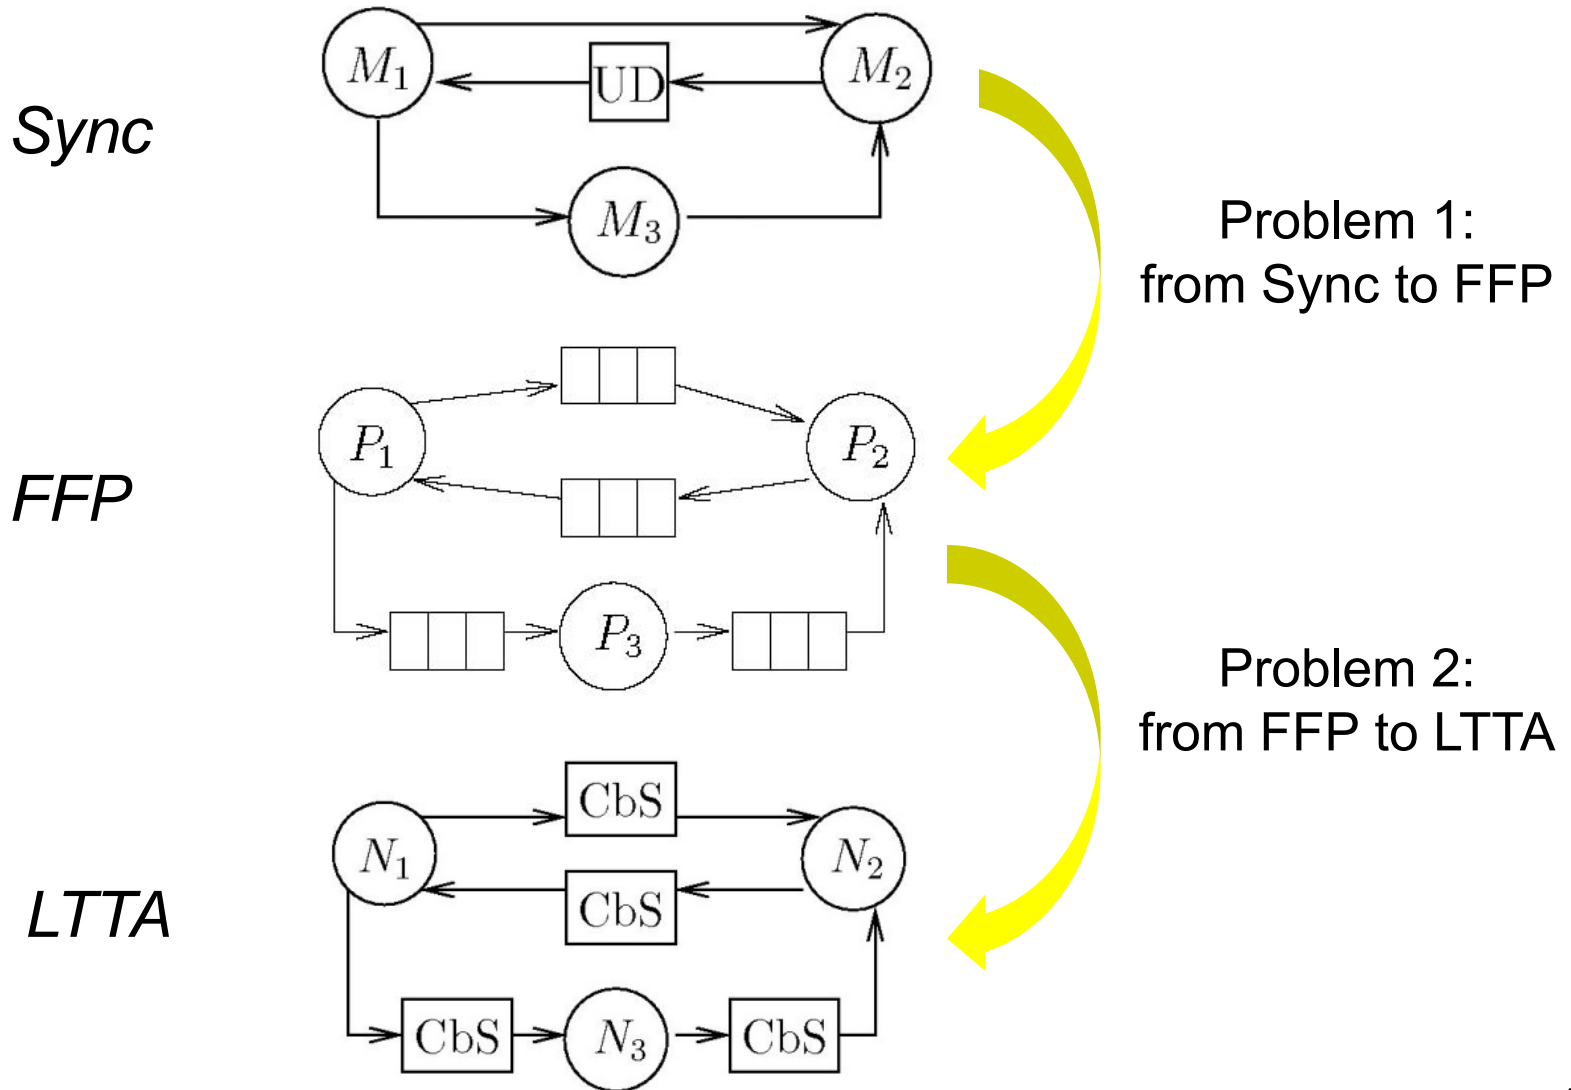 Sync
M1
UD
M2
M3
Problem 1:
from Sync to FFP
FFP
P1
P2
P3
Problem 2:
from FFP to LTTA
LTTA
CbS
N1
N2
CbS
CbS
N3
CbS